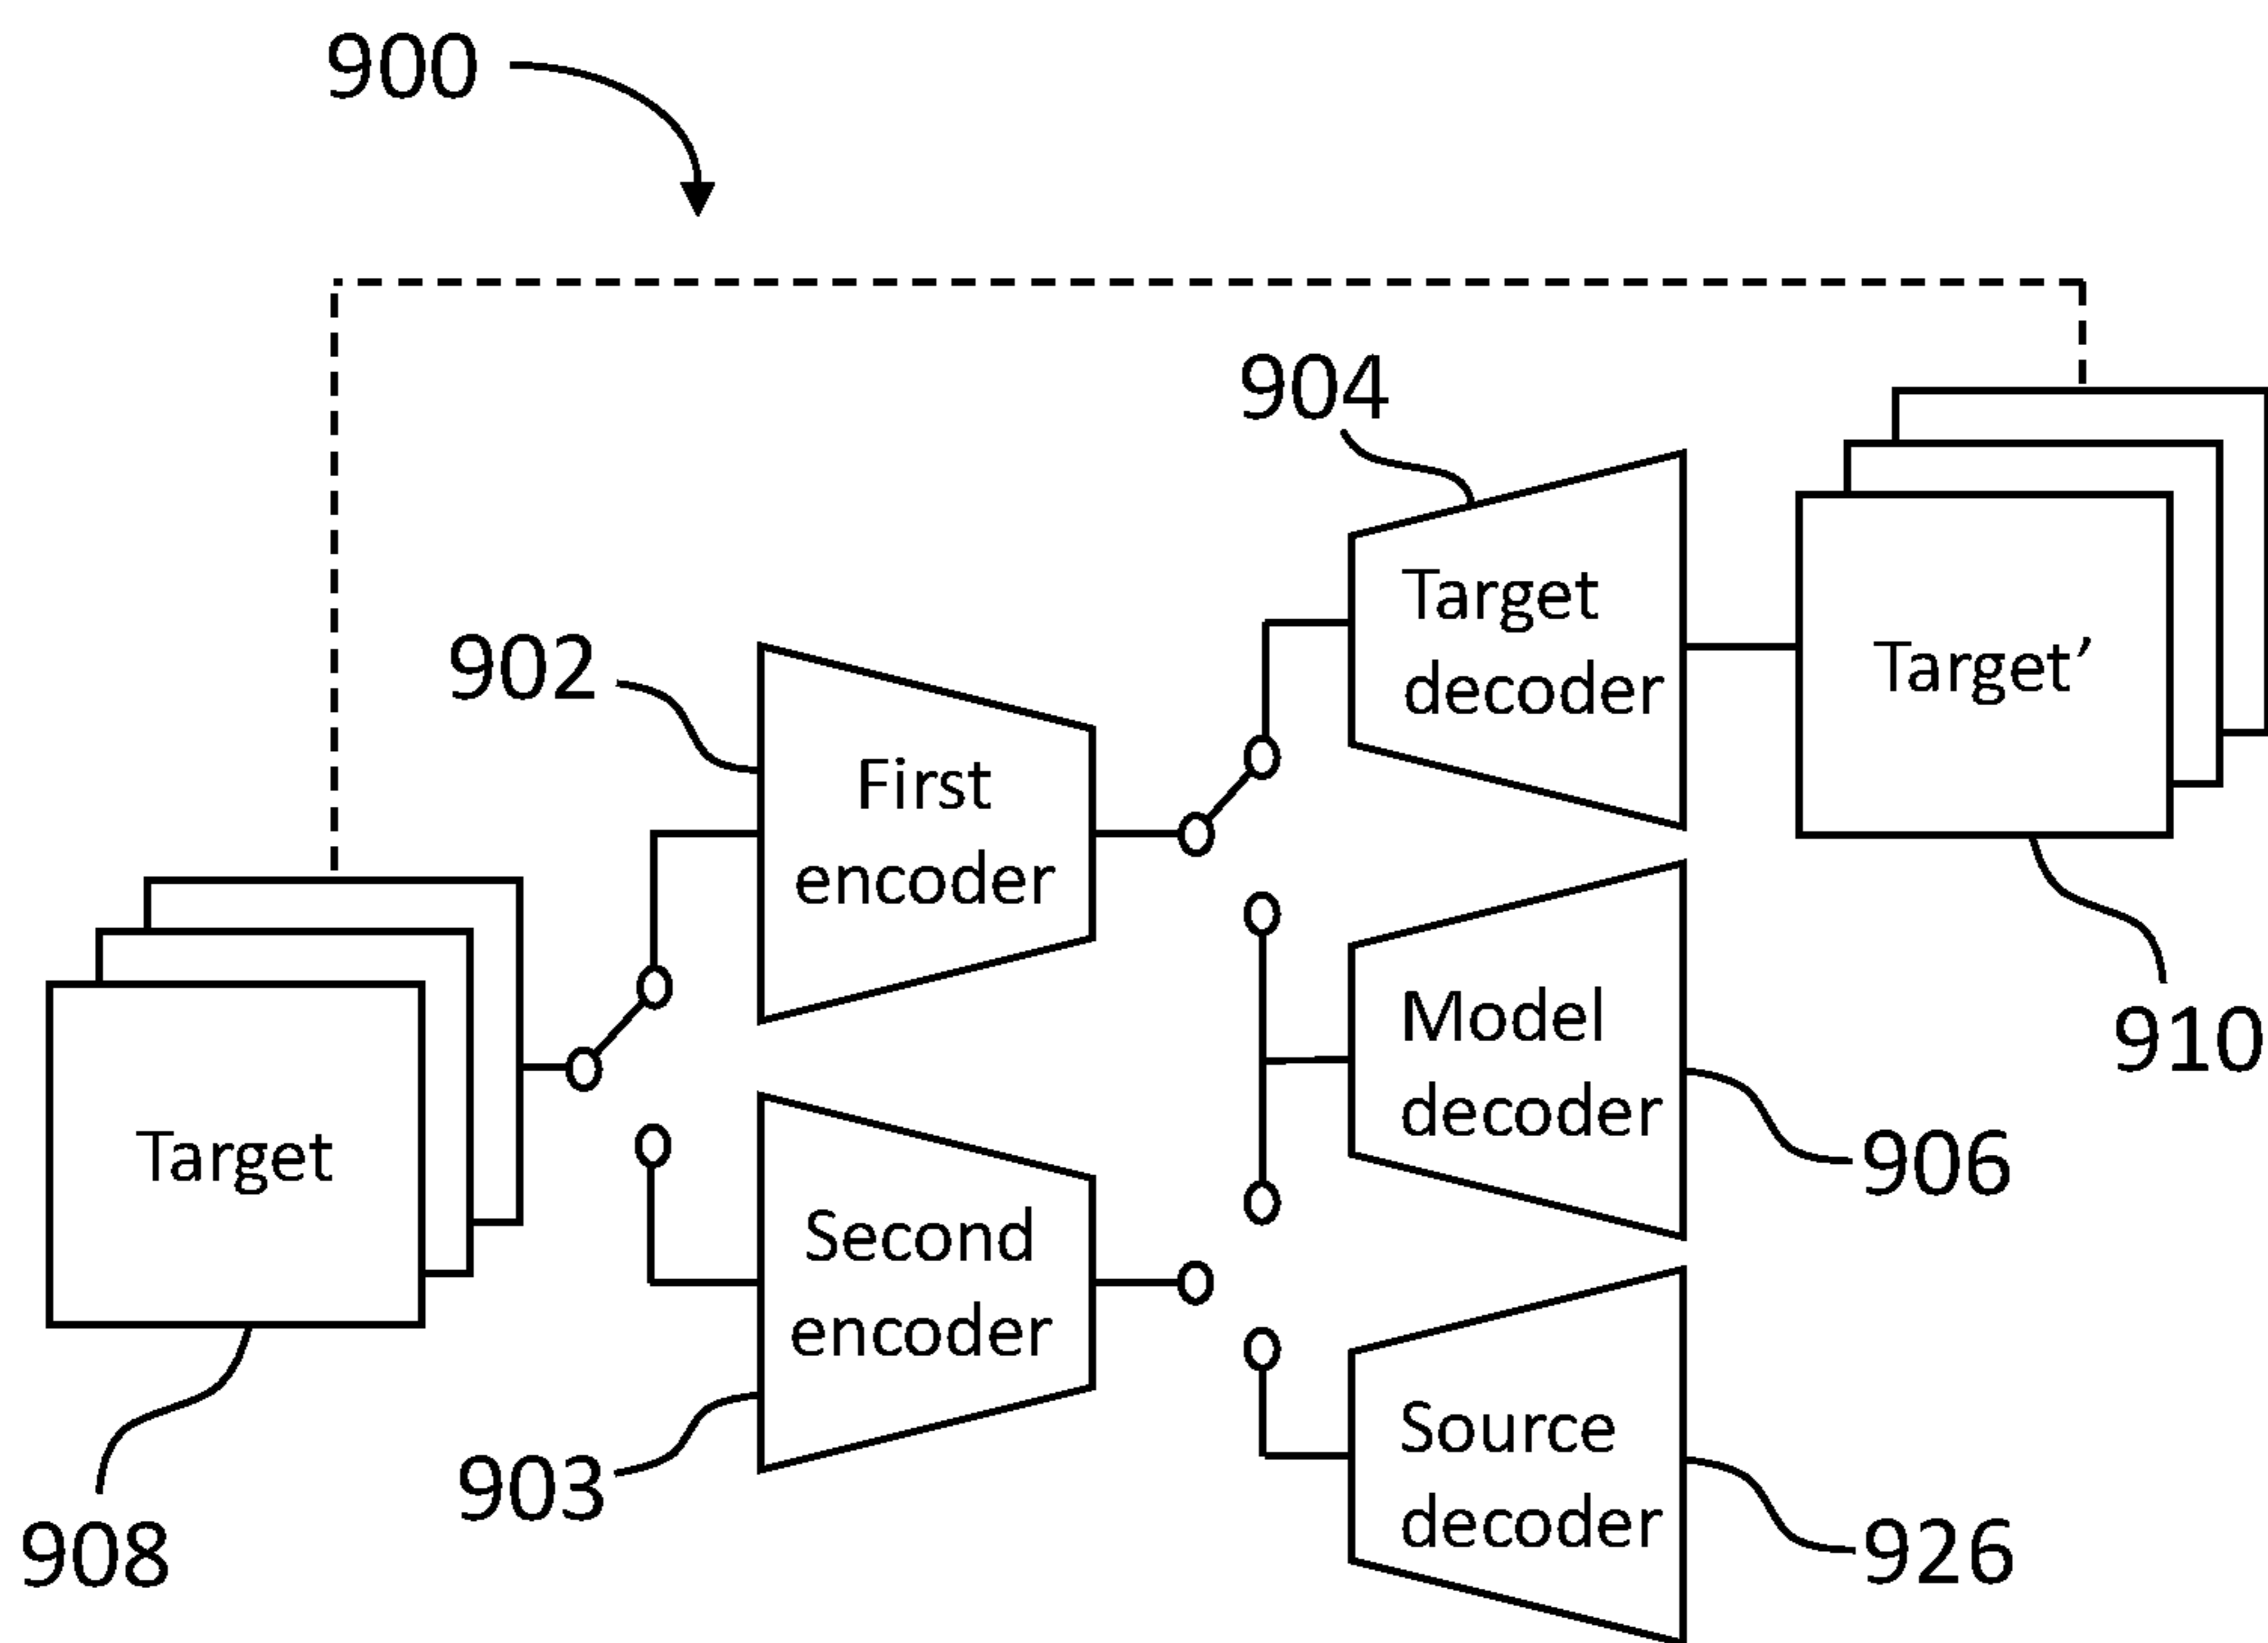 900
904
Target
decoder
Target′
902
First
encoder
910
Model
decoder
906
Target
Second
encoder
903
Source
decoder
926
908